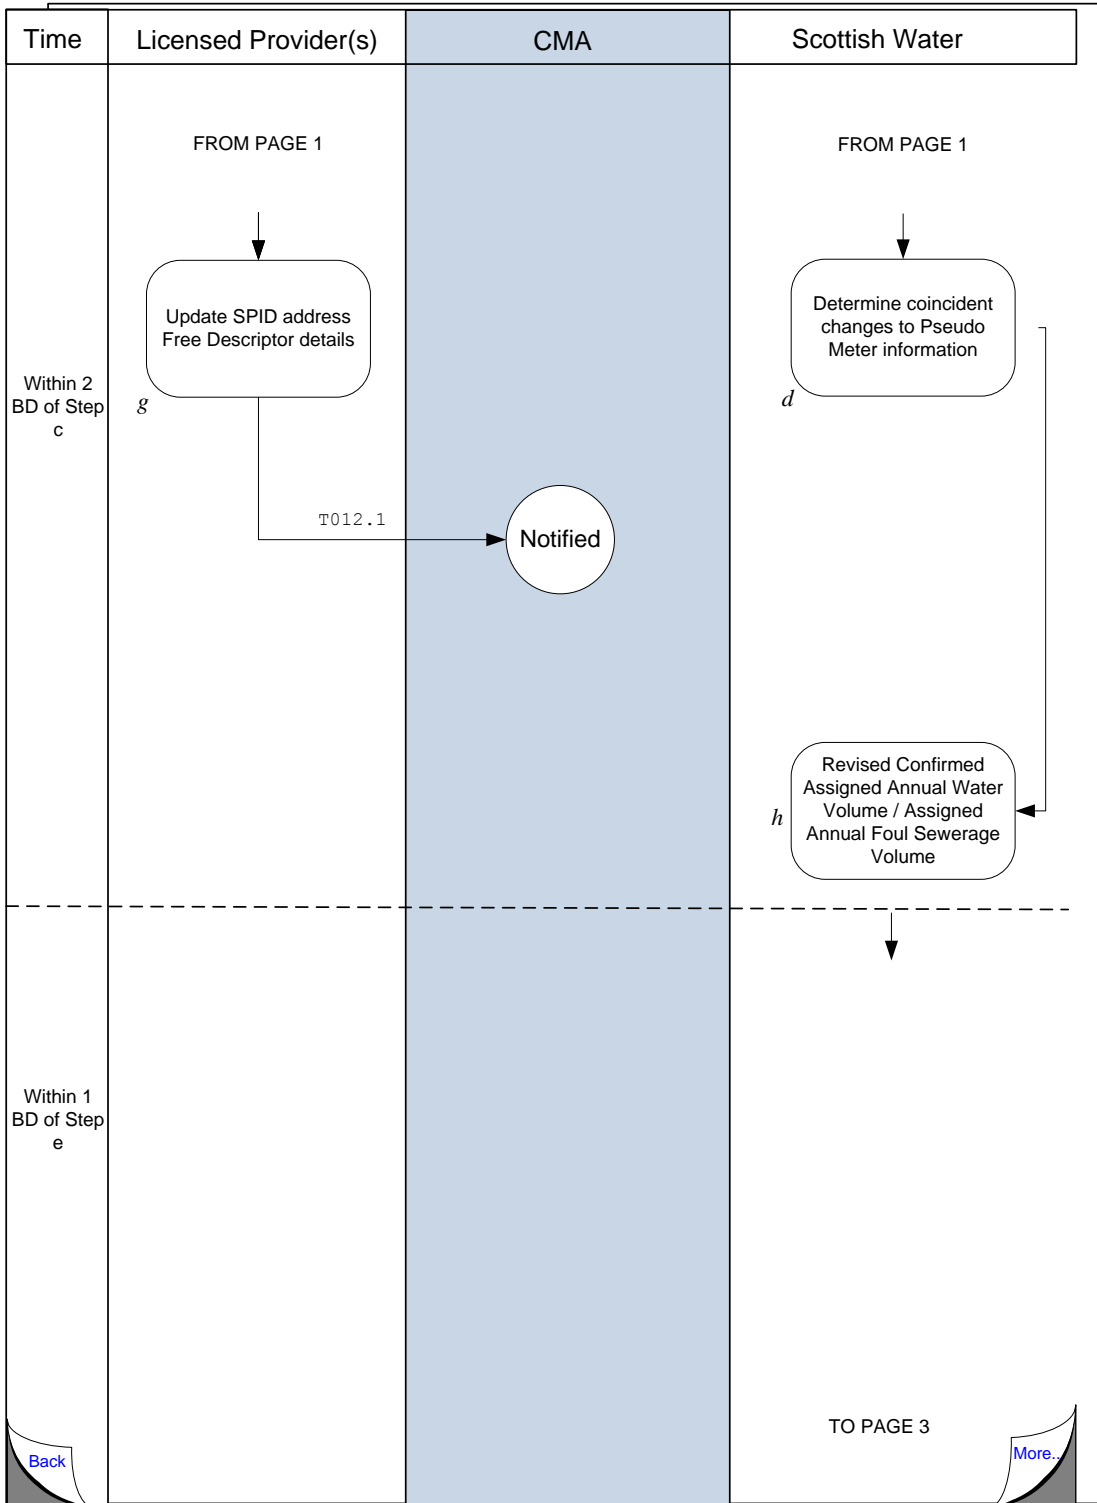 Time
Licensed Provider(s)
CMA
Scottish Water
FROM PAGE 1
FROM PAGE 1
Update SPID address
Free Descriptor details
g
Determine coincident
changes to Pseudo
Meter information
d
Within 2
BD of Step
c
T012.1
Notified
Revised Confirmed
Assigned Annual Water
Volume / Assigned
Annual Foul Sewerage
Volume
h
Within 1
BD of Step
e
TO PAGE 3
Back
More..